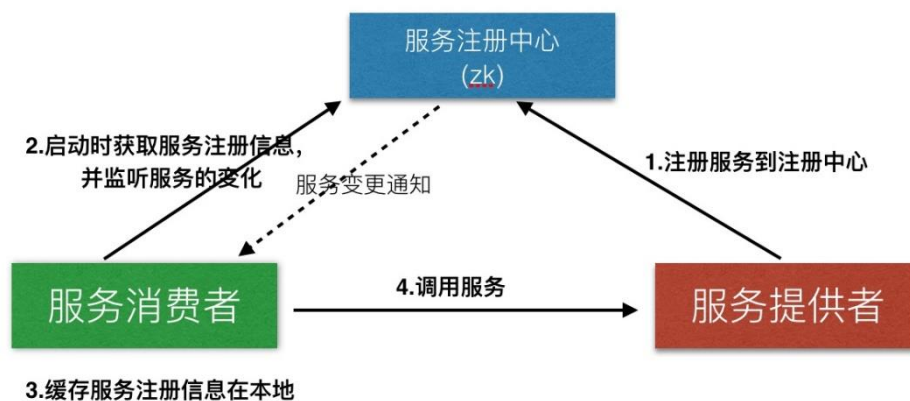 服务注册中心
(zk)
2.启动时获取服务注册信息，
并监听服务的变化
服务变更通知
1.注册服务到注册中心
服务消费者
4.调用服务
服务提供者
3.缓存服务注册信息在本地